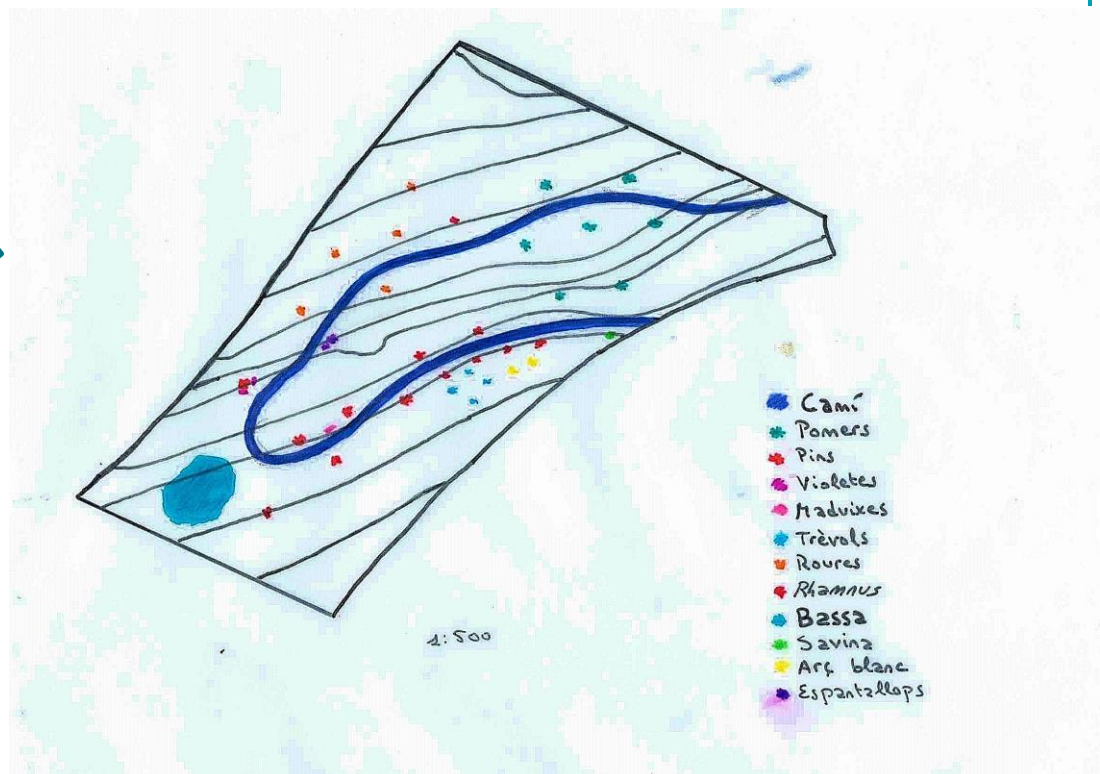 Camí
Pomers
Pins
Violetes
Maduixes
Trèvols
Roures
Rhamnus
Bassa
Savina
Arç blanc
Espantallops
1:500